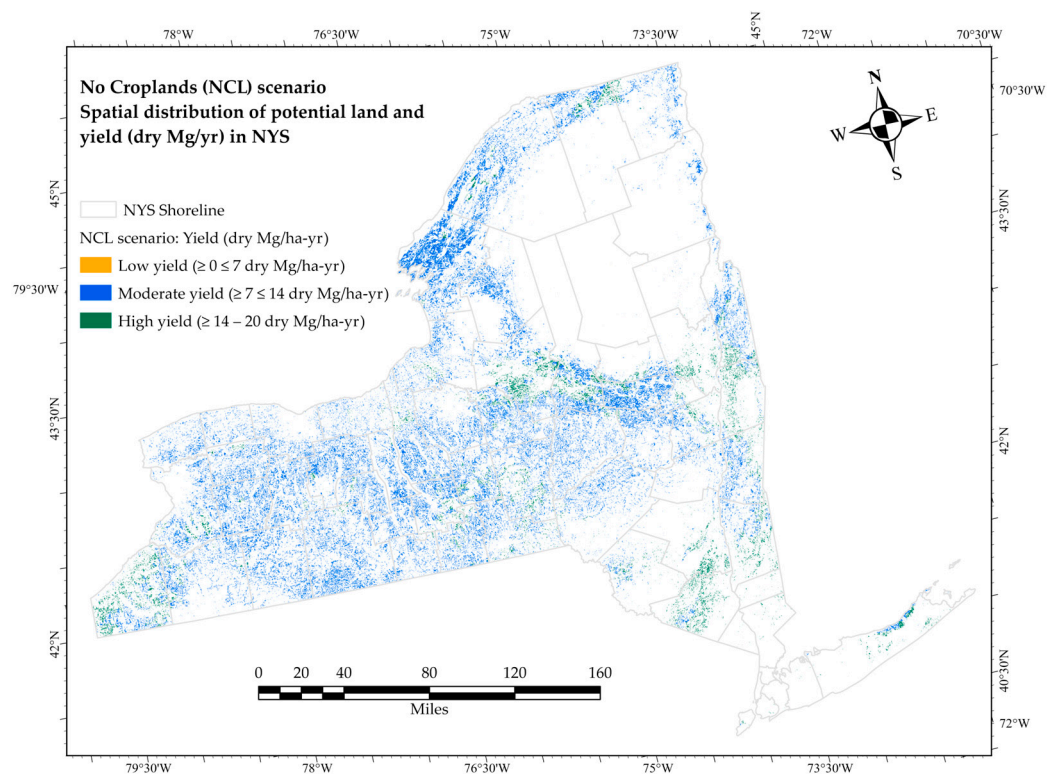 78°W 76°30'W 75°W 73°30'W 45°N 72°W 70°30'W
No Croplands (NCL) scenario
Spatial distribution of potential land and
yield (dry Mg/yr) in NYS
N
W E
S
70°30'W
45°N
43°30'N
NYS Shoreline
NCL scenario: Yield (dry Mg/ha-yr)
Low yield (≥ 0 ≤ 7 dry Mg/ha-yr)
79°30'W
Moderate yield (≥ 7 ≤ 14 dry Mg/ha-yr)
High yield (≥ 14 – 20 dry Mg/ha-yr)
43°30'N
42°N
42°N
40°30'N
0 20 40 80 120 160
Miles
72°W
79°30'W 78°W 76°30'W 75°W 73°30'W